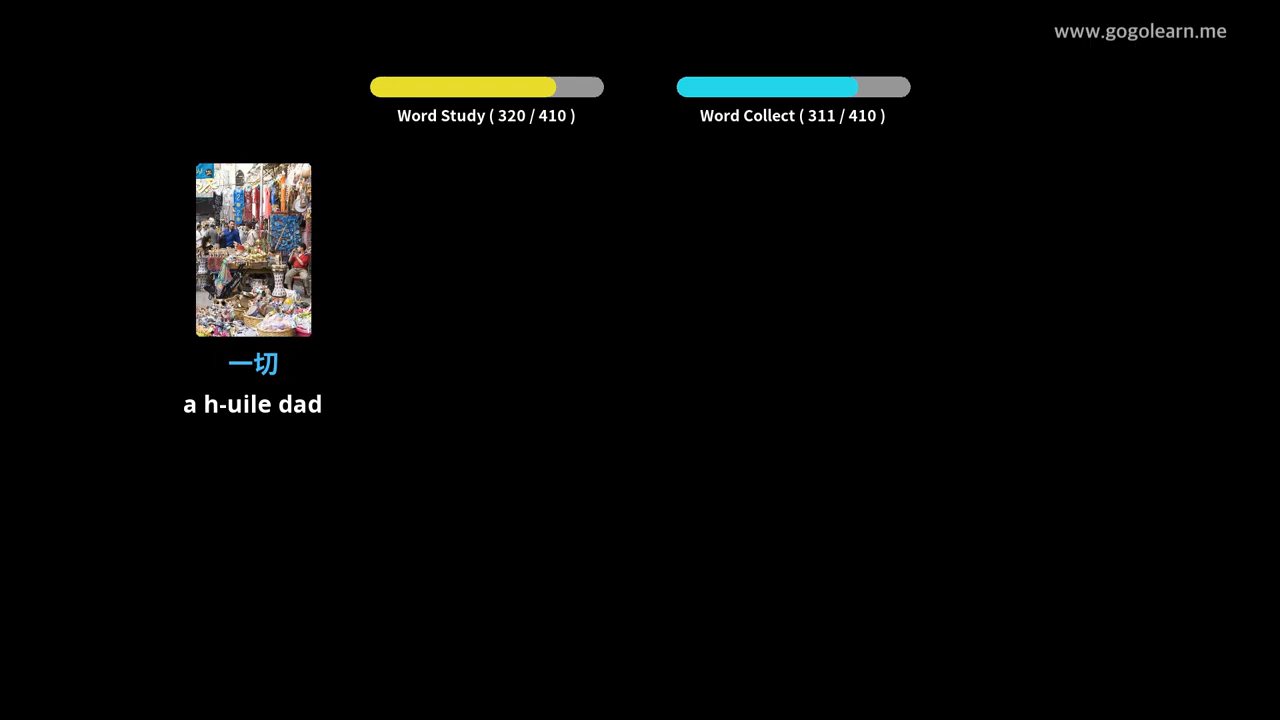 www.gogolearn.me
Word Study ( 320 / 410 )
Word Collect ( 311 / 410 )
一切
a h-uile dad